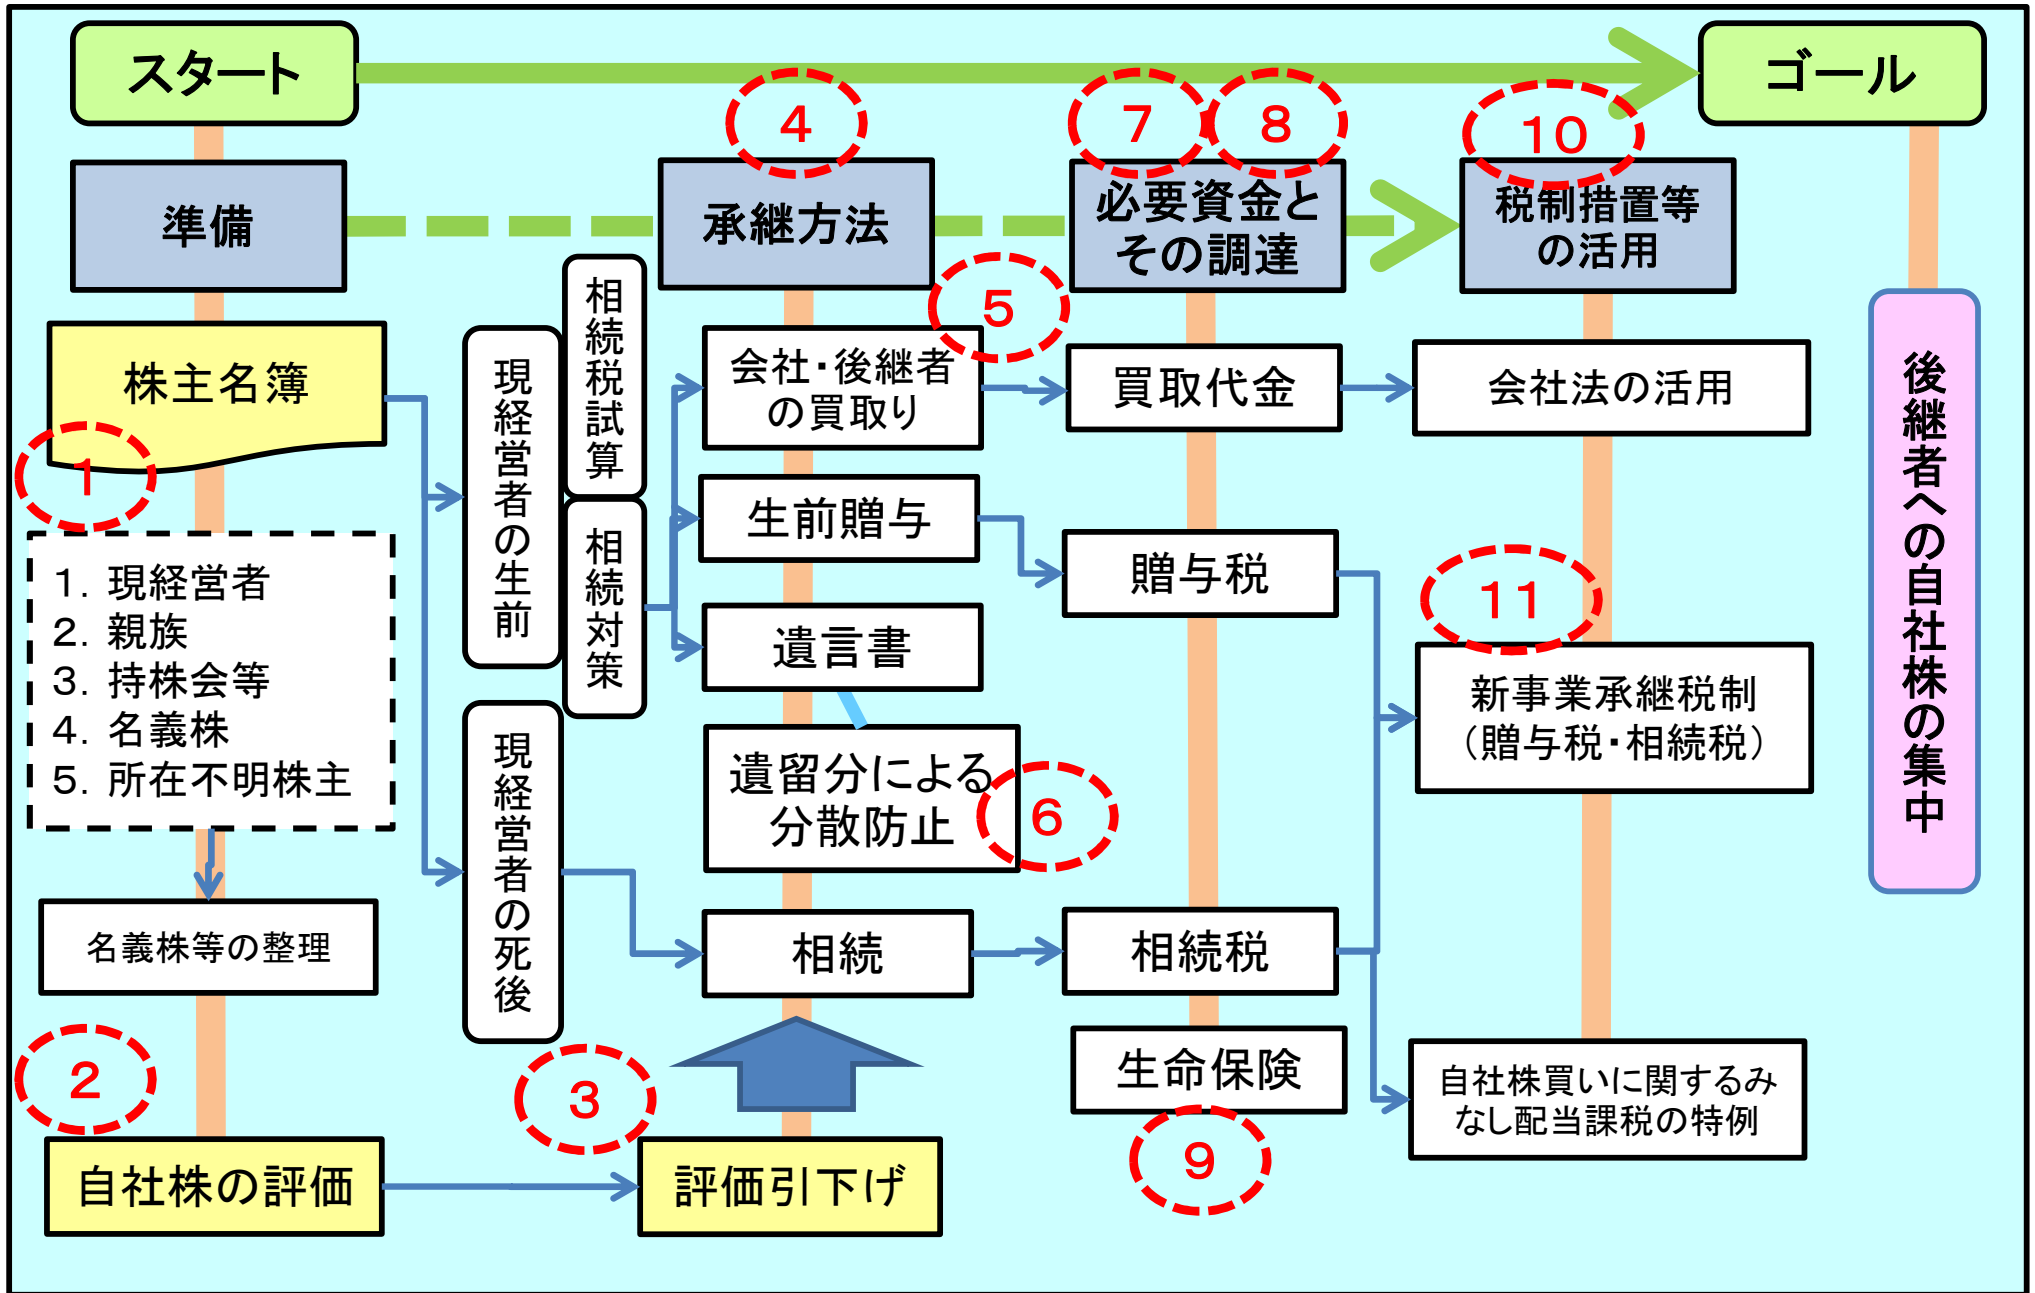 スタート
ゴール
4
7
8
10
準備
承継方法
必要資金と
その調達
税制措置等
の活用
株主名簿
1
1. 現経営者
2. 親族
3. 持株会等
4. 名義株
5. 所在不明株主
名義株等の整理
2
自社株の評価
現経営者の生前
相続税試算
相続対策
現経営者の死後
5
会社・後継者
の買取り
生前贈与
遺言書
遺留分による
分散防止
6
相続
3
評価引下げ
買取代金
贈与税
相続税
生命保険
9
会社法の活用
11
新事業承継税制
（贈与税・相続税）
自社株買いに関するみ
なし配当課税の特例
後継者への自社株の集中